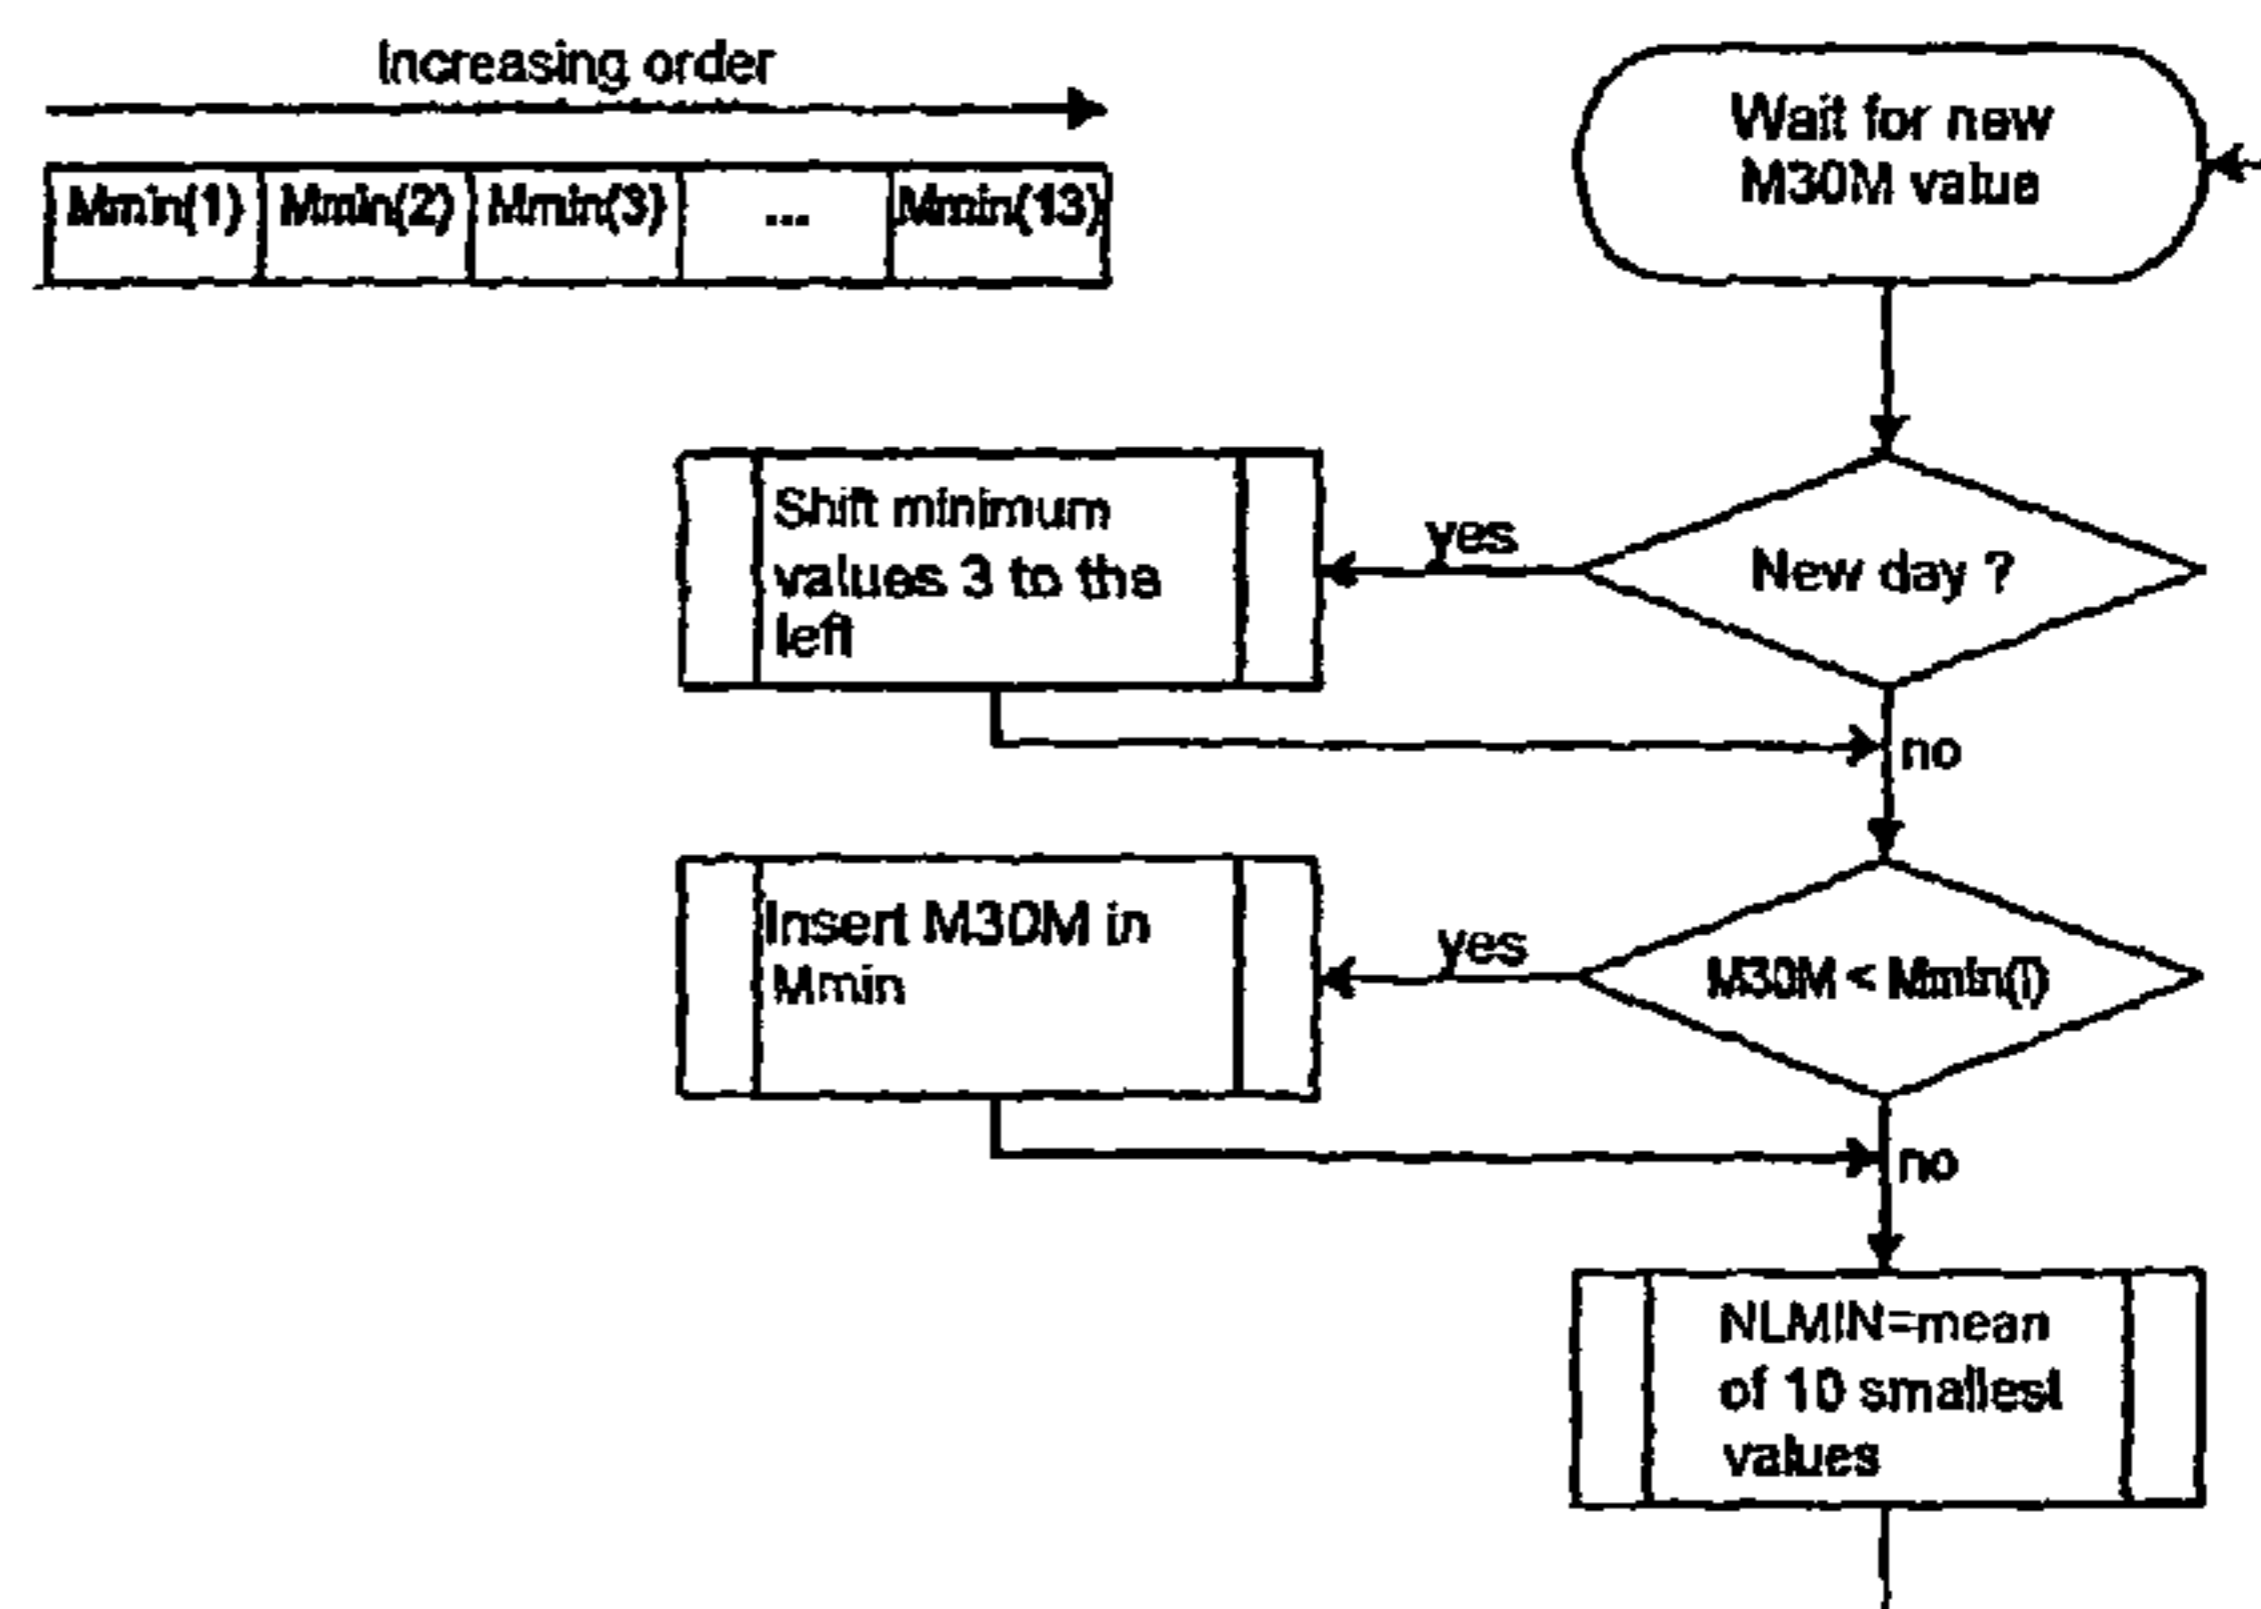 Increasing order
Mmin(1) Mmin(2) Mmin(3) ... Mmin(13)
Wait for new
M30M value
New day ?
yes
no
Shift minimum
values 3 to the
left
M30M < Mmin(i)
yes
no
Insert M30M in
Mmin
NLMIN=mean
of 10 smallest
values